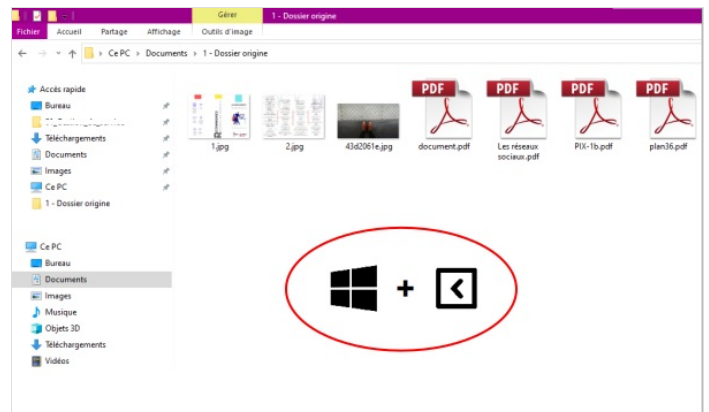 Gérer
1 - Dossier origine
Fichier
Accueil
Partage
Affichage
Outils d'image
Ce PC > Documents > 1 - Dossier origine
Accès rapide
Bureau
Téléchargements
Documents
Images
Ce PC
1 - Dossier origine
Ce PC
Bureau
Documents
Images
Musique
Objets 3D
Téléchargements
Vidéos
PDF
PDF
PDF
PDF
1.jpg
2.jpg
43d2061e.jpg
document.pdf
Les réseaux
sociaux.pdf
PIX-1b.pdf
plan36.pdf
+